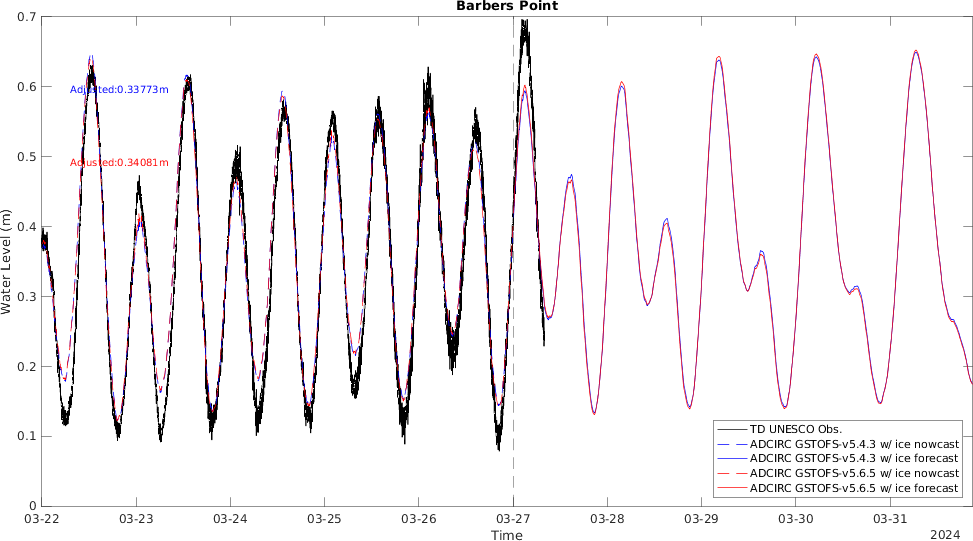 Barbers Point
0.7
0.6
0.5
0.4
0.3
0.2
0.1
0
Water Level (m)
Adjusted:0.33773m
Adjusted:0.34081m
TD UNESCO Obs.
ADCIRC GSTOFS-v5.4.3 w/ ice nowcast
ADCIRC GSTOFS-v5.4.3 w/ ice forecast
ADCIRC GSTOFS-v5.6.5 w/ ice nowcast
ADCIRC GSTOFS-v5.6.5 w/ ice forecast
03-22 03-23 03-24 03-25 03-26 03-27 03-28 03-29 03-30 03-31
Time
2024